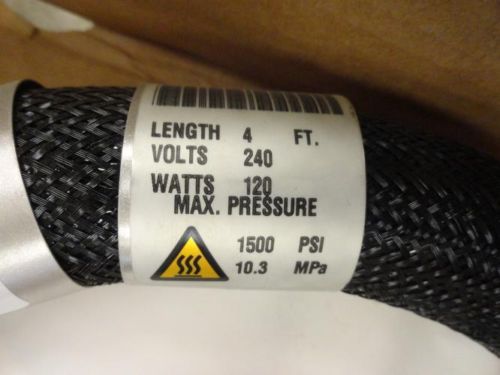 LENGTH 4 FT.
VOLTS 240
WATTS 120
MAX. PRESSURE
1500 PSI
10.3 MPa